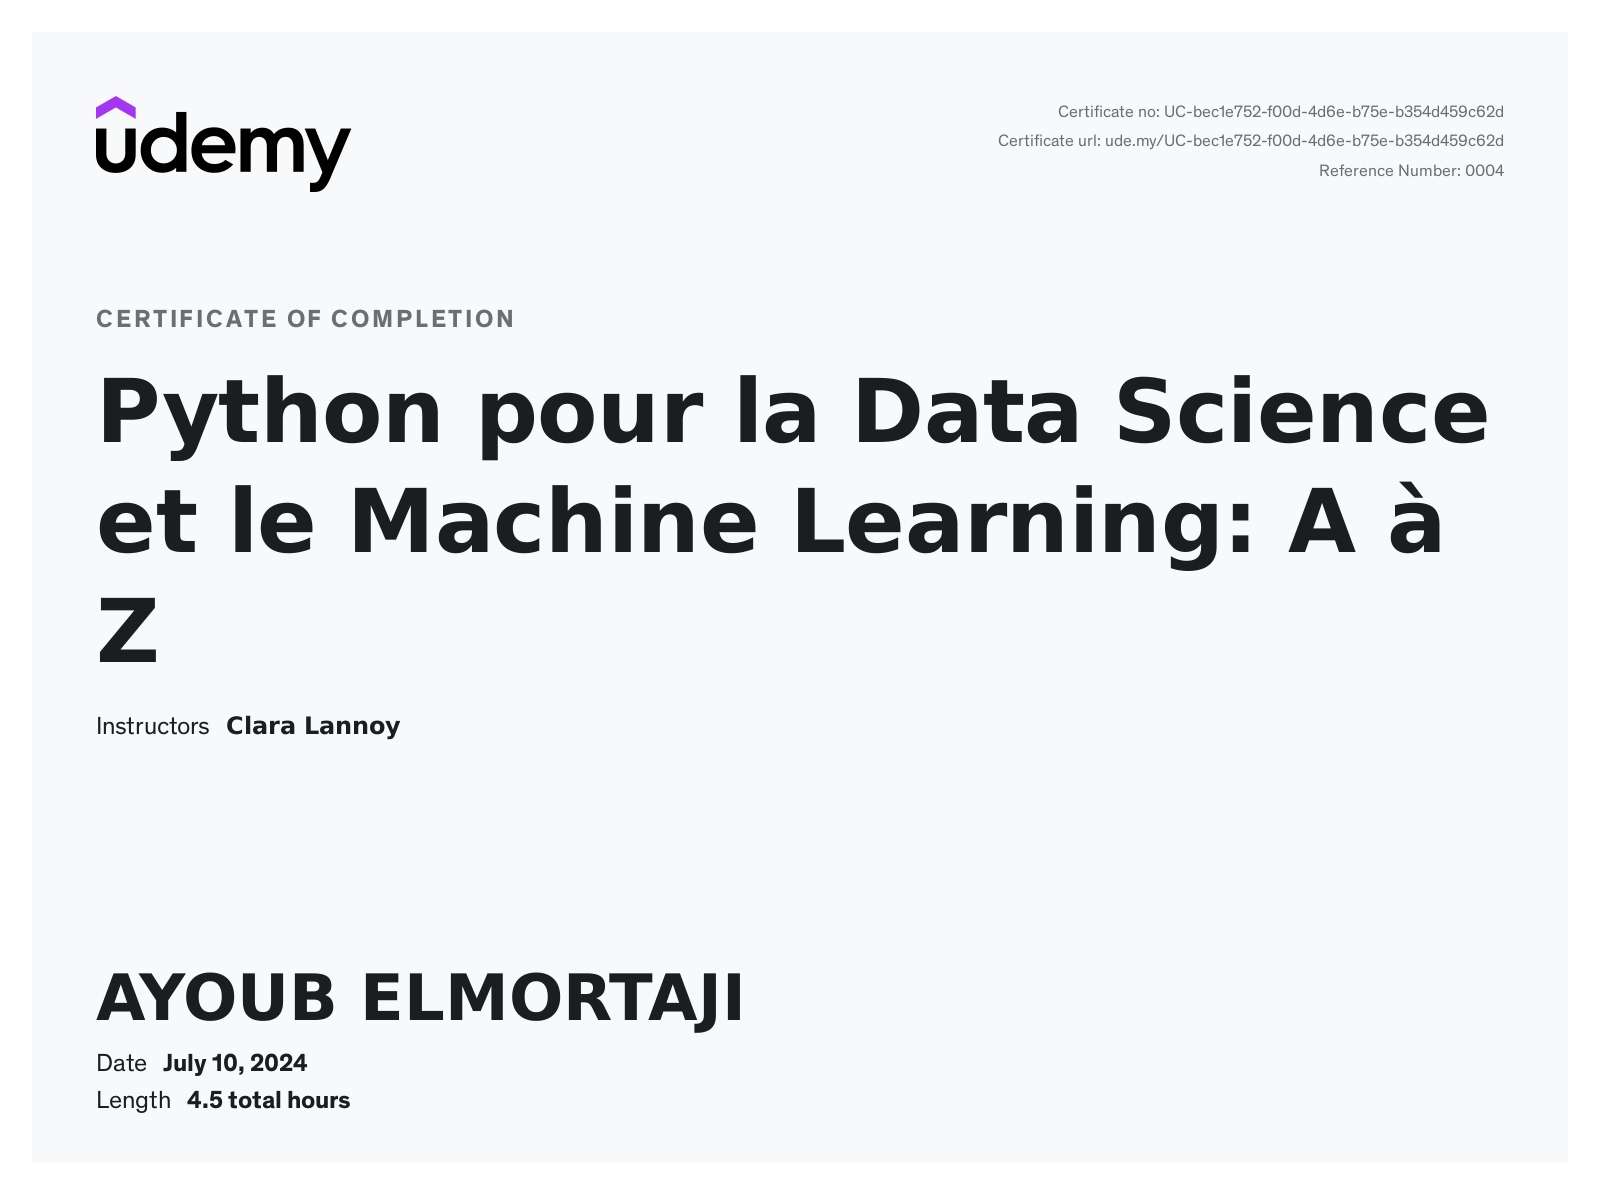 udemy
Certificate no: UC-bec1e752-f00d-4d6e-b75e-b354d459c62d
Certificate url: ude.my/UC-bec1e752-f00d-4d6e-b75e-b354d459c62d
Reference Number: 0004
CERTIFICATE OF COMPLETION
Python pour la Data Science
et le Machine Learning: A à
Z
Instructors Clara Lannoy
AYOUB ELMORTAJI
Date July 10, 2024
Length 4.5 total hours